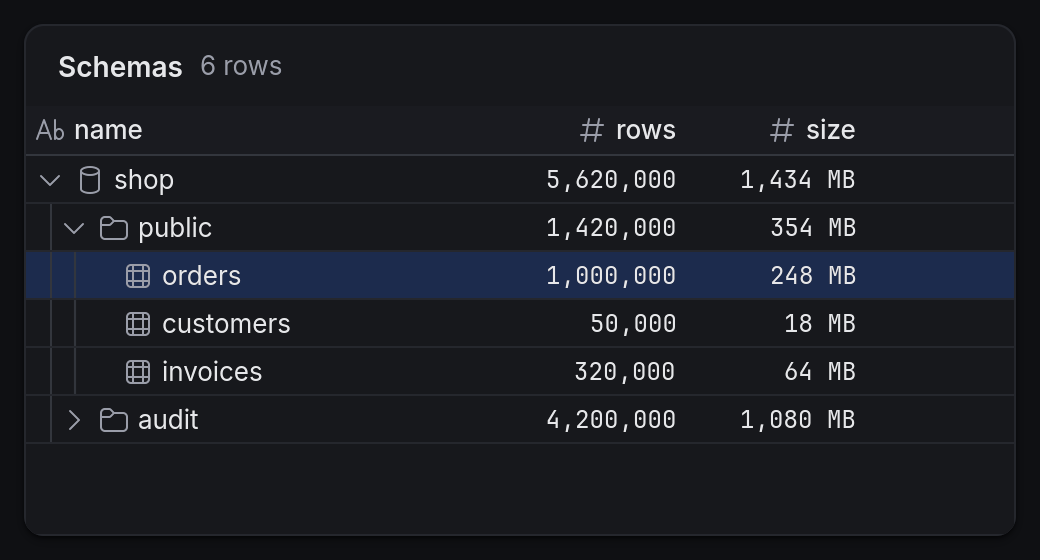 Schemas 6 rows
Ab name # rows # size
shop 5,620,000 1,434 MB
public 1,420,000 354 MB
orders 1,000,000 248 MB
customers 50,000 18 MB
invoices 320,000 64 MB
audit 4,200,000 1,080 MB